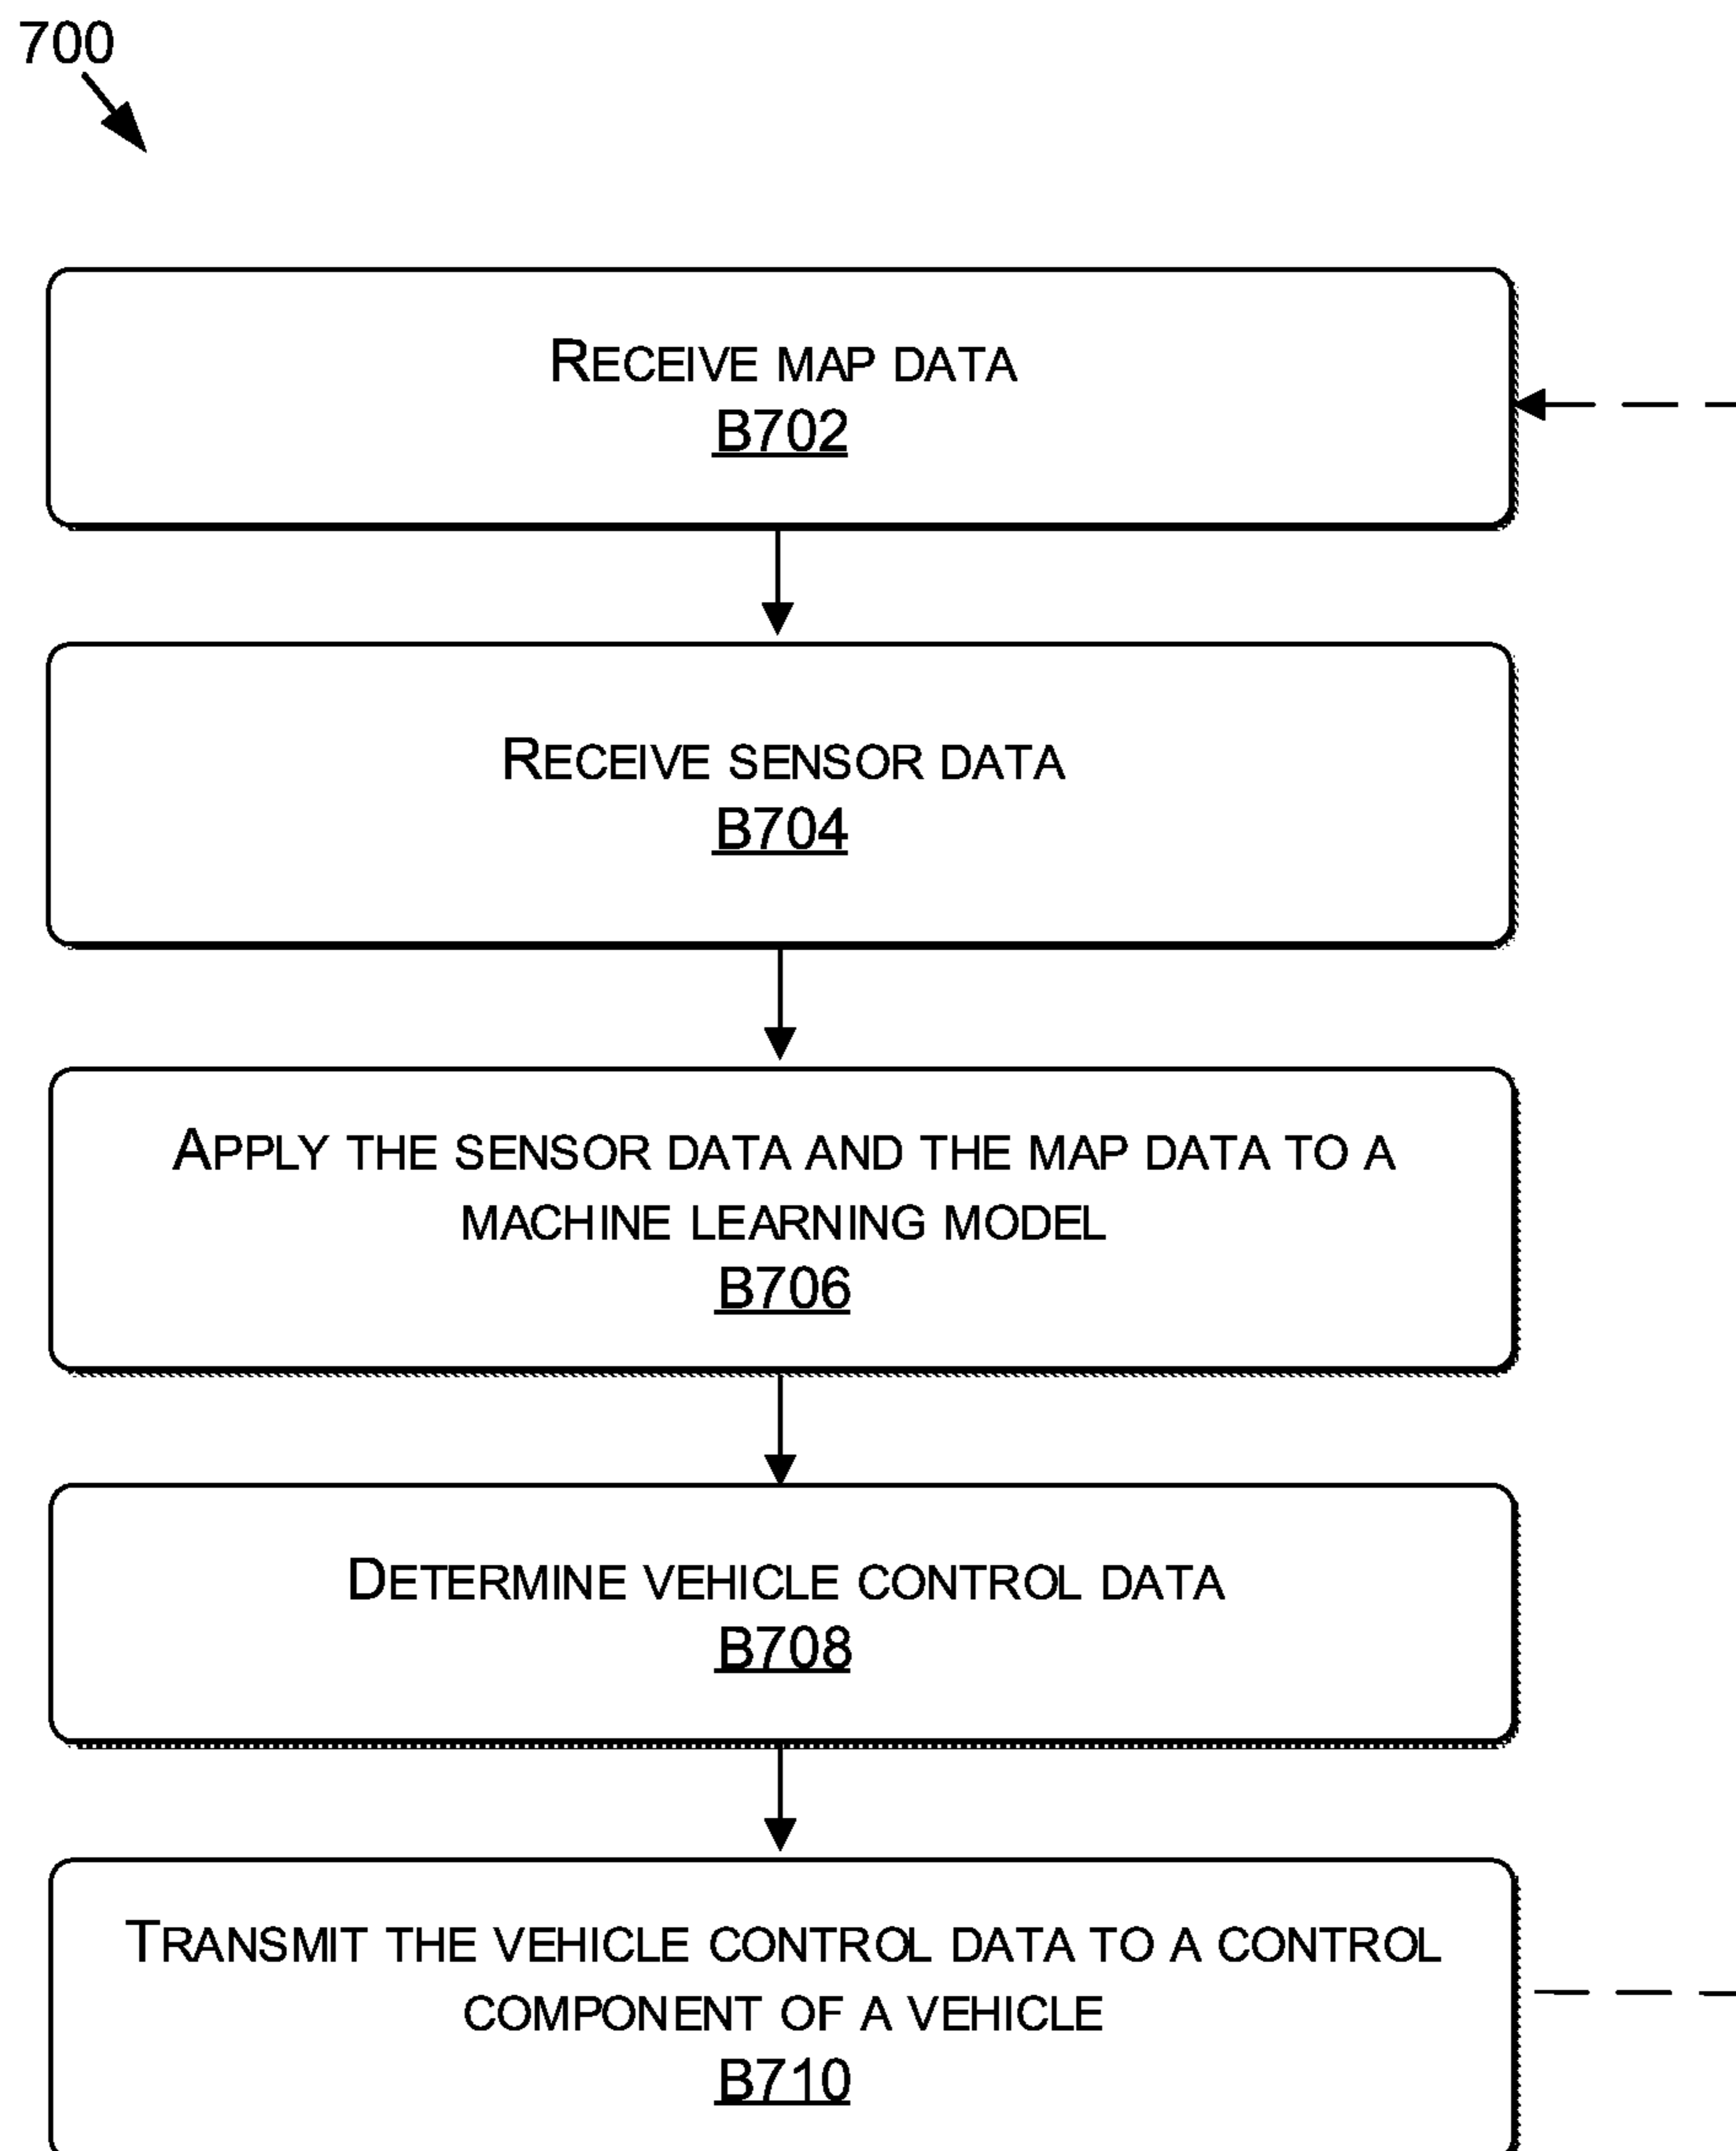 700
RECEIVE MAP DATA
B702
RECEIVE SENSOR DATA
B704
APPLY THE SENSOR DATA AND THE MAP DATA TO A
MACHINE LEARNING MODEL
B706
DETERMINE VEHICLE CONTROL DATA
B708
TRANSMIT THE VEHICLE CONTROL DATA TO A CONTROL
COMPONENT OF A VEHICLE
B710